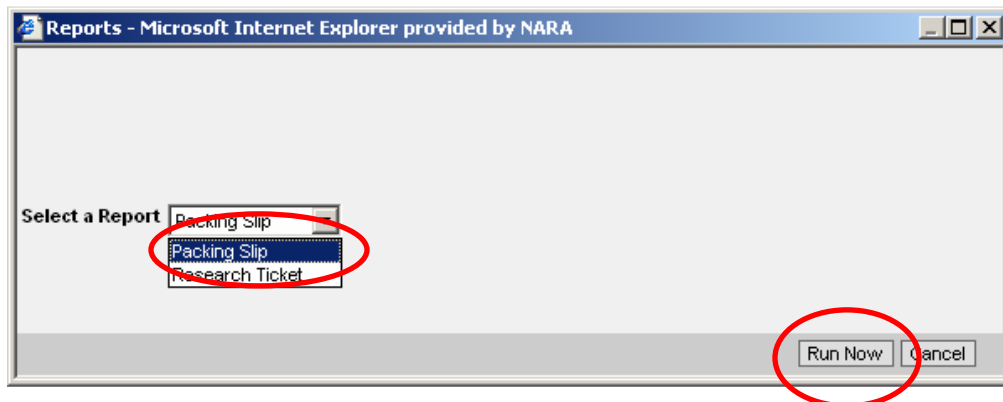 Reports - Microsoft Internet Explorer provided by NARA
Select a Report Packing Slip
Packing Slip
Research Ticket
Run Now Cancel